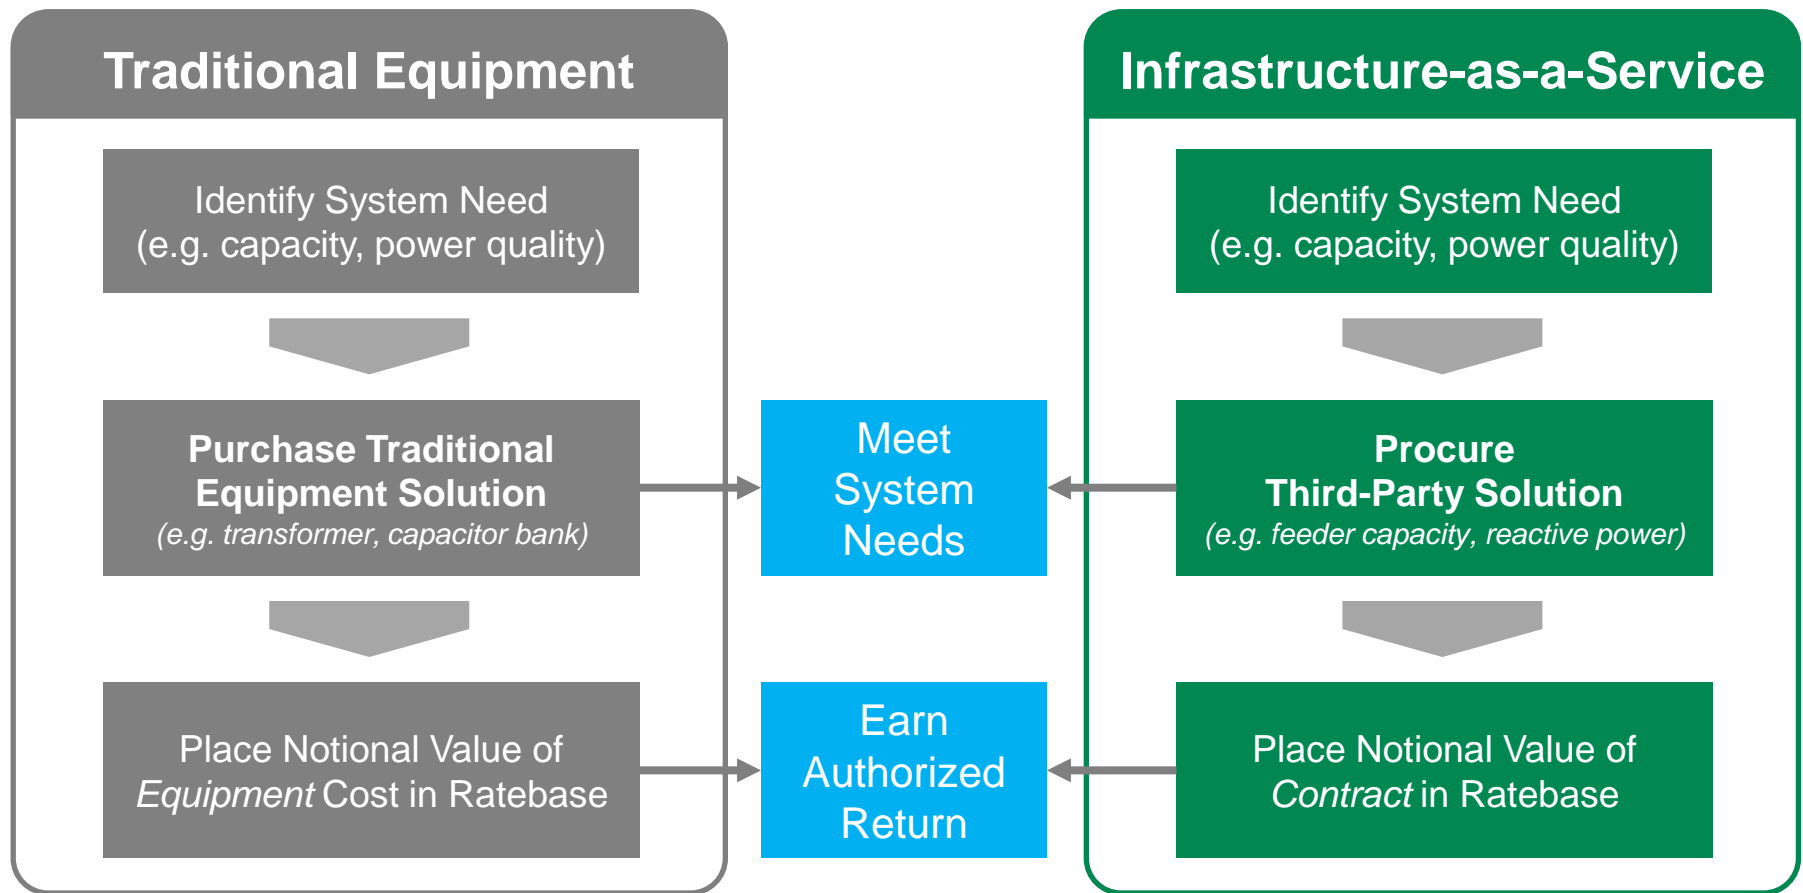 Traditional Equipment
Identify System Need
(e.g. capacity, power quality)
Purchase Traditional
Equipment Solution
(e.g. transformer, capacitor bank)
Place Notional Value of
Equipment Cost in Ratebase
Meet
System
Needs
Earn
Authorized
Return
Infrastructure-as-a-Service
Identify System Need
(e.g. capacity, power quality)
Procure
Third-Party Solution
(e.g. feeder capacity, reactive power)
Place Notional Value of
Contract in Ratebase